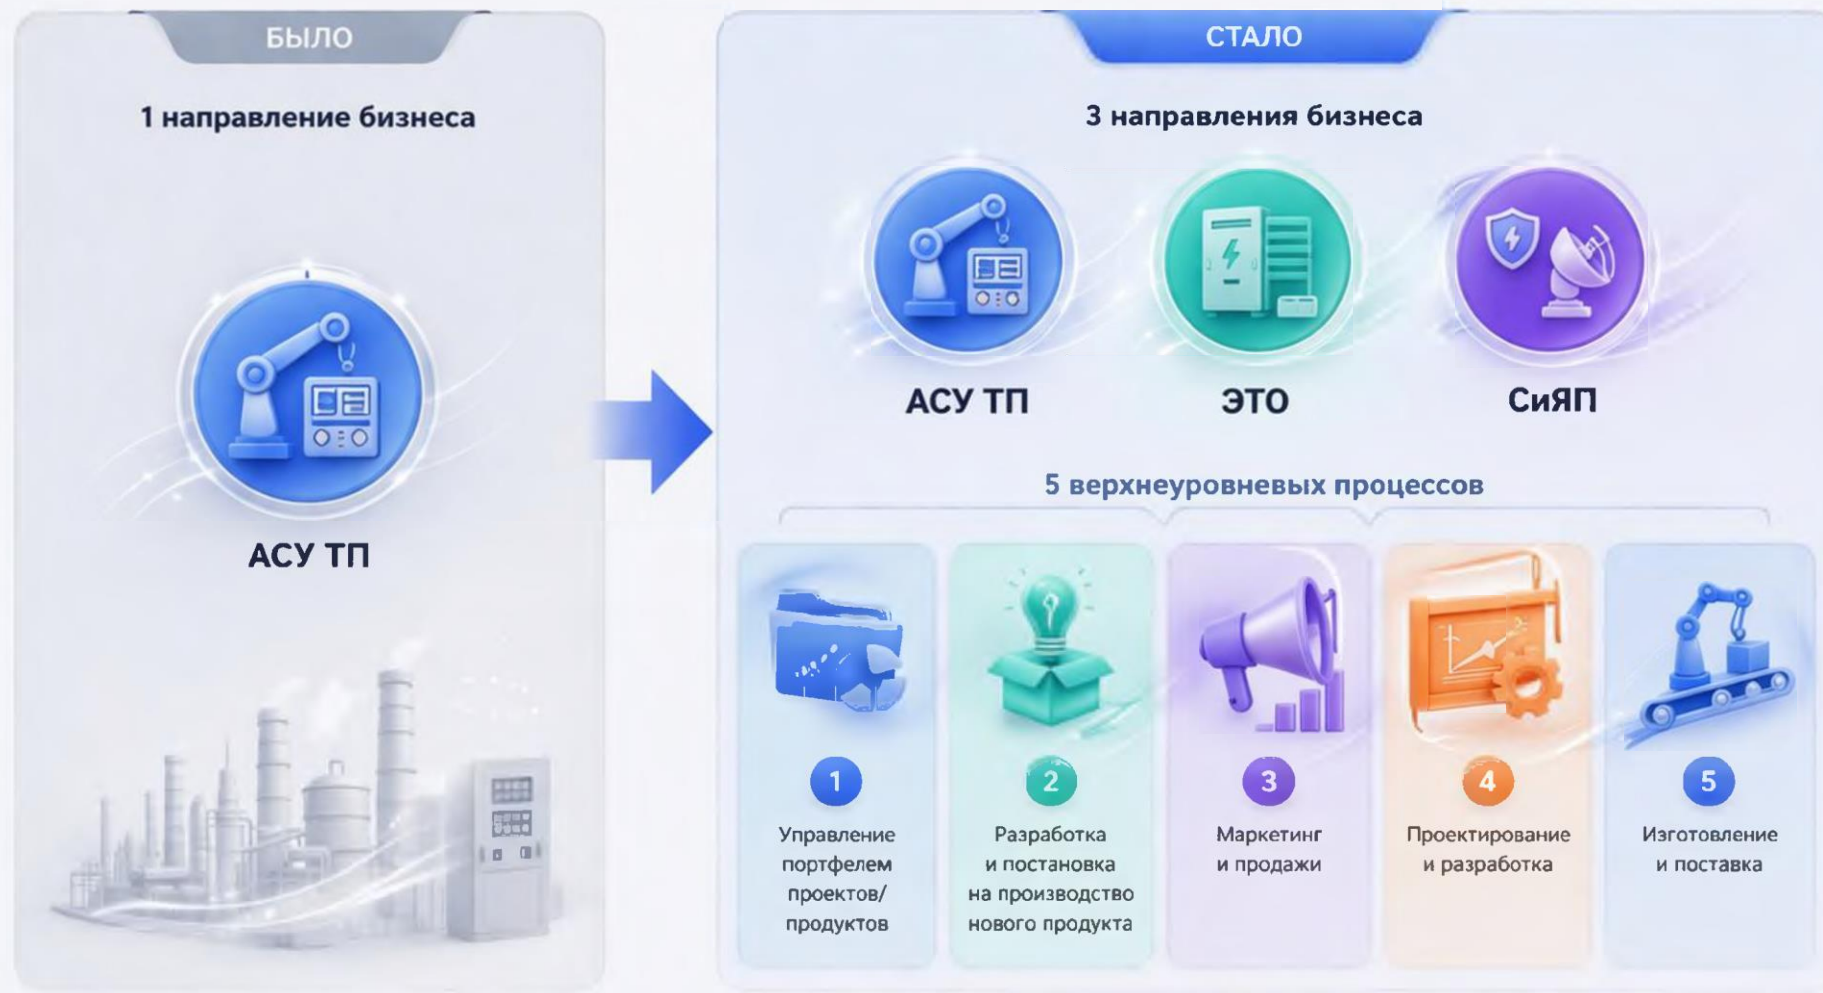 БЫЛО
1 направление бизнеса
АСУ ТП
СТАЛО
3 направления бизнеса
АСУ ТП
ЭТО
СиЯП
5 верхнеуровневых процессов
1
Управление
портфелем
проектов/
продуктов
2
Разработка
и постановка
на производство
нового продукта
3
Маркетинг
и продажи
4
Проектирование
и разработка
5
Изготовление
и поставка